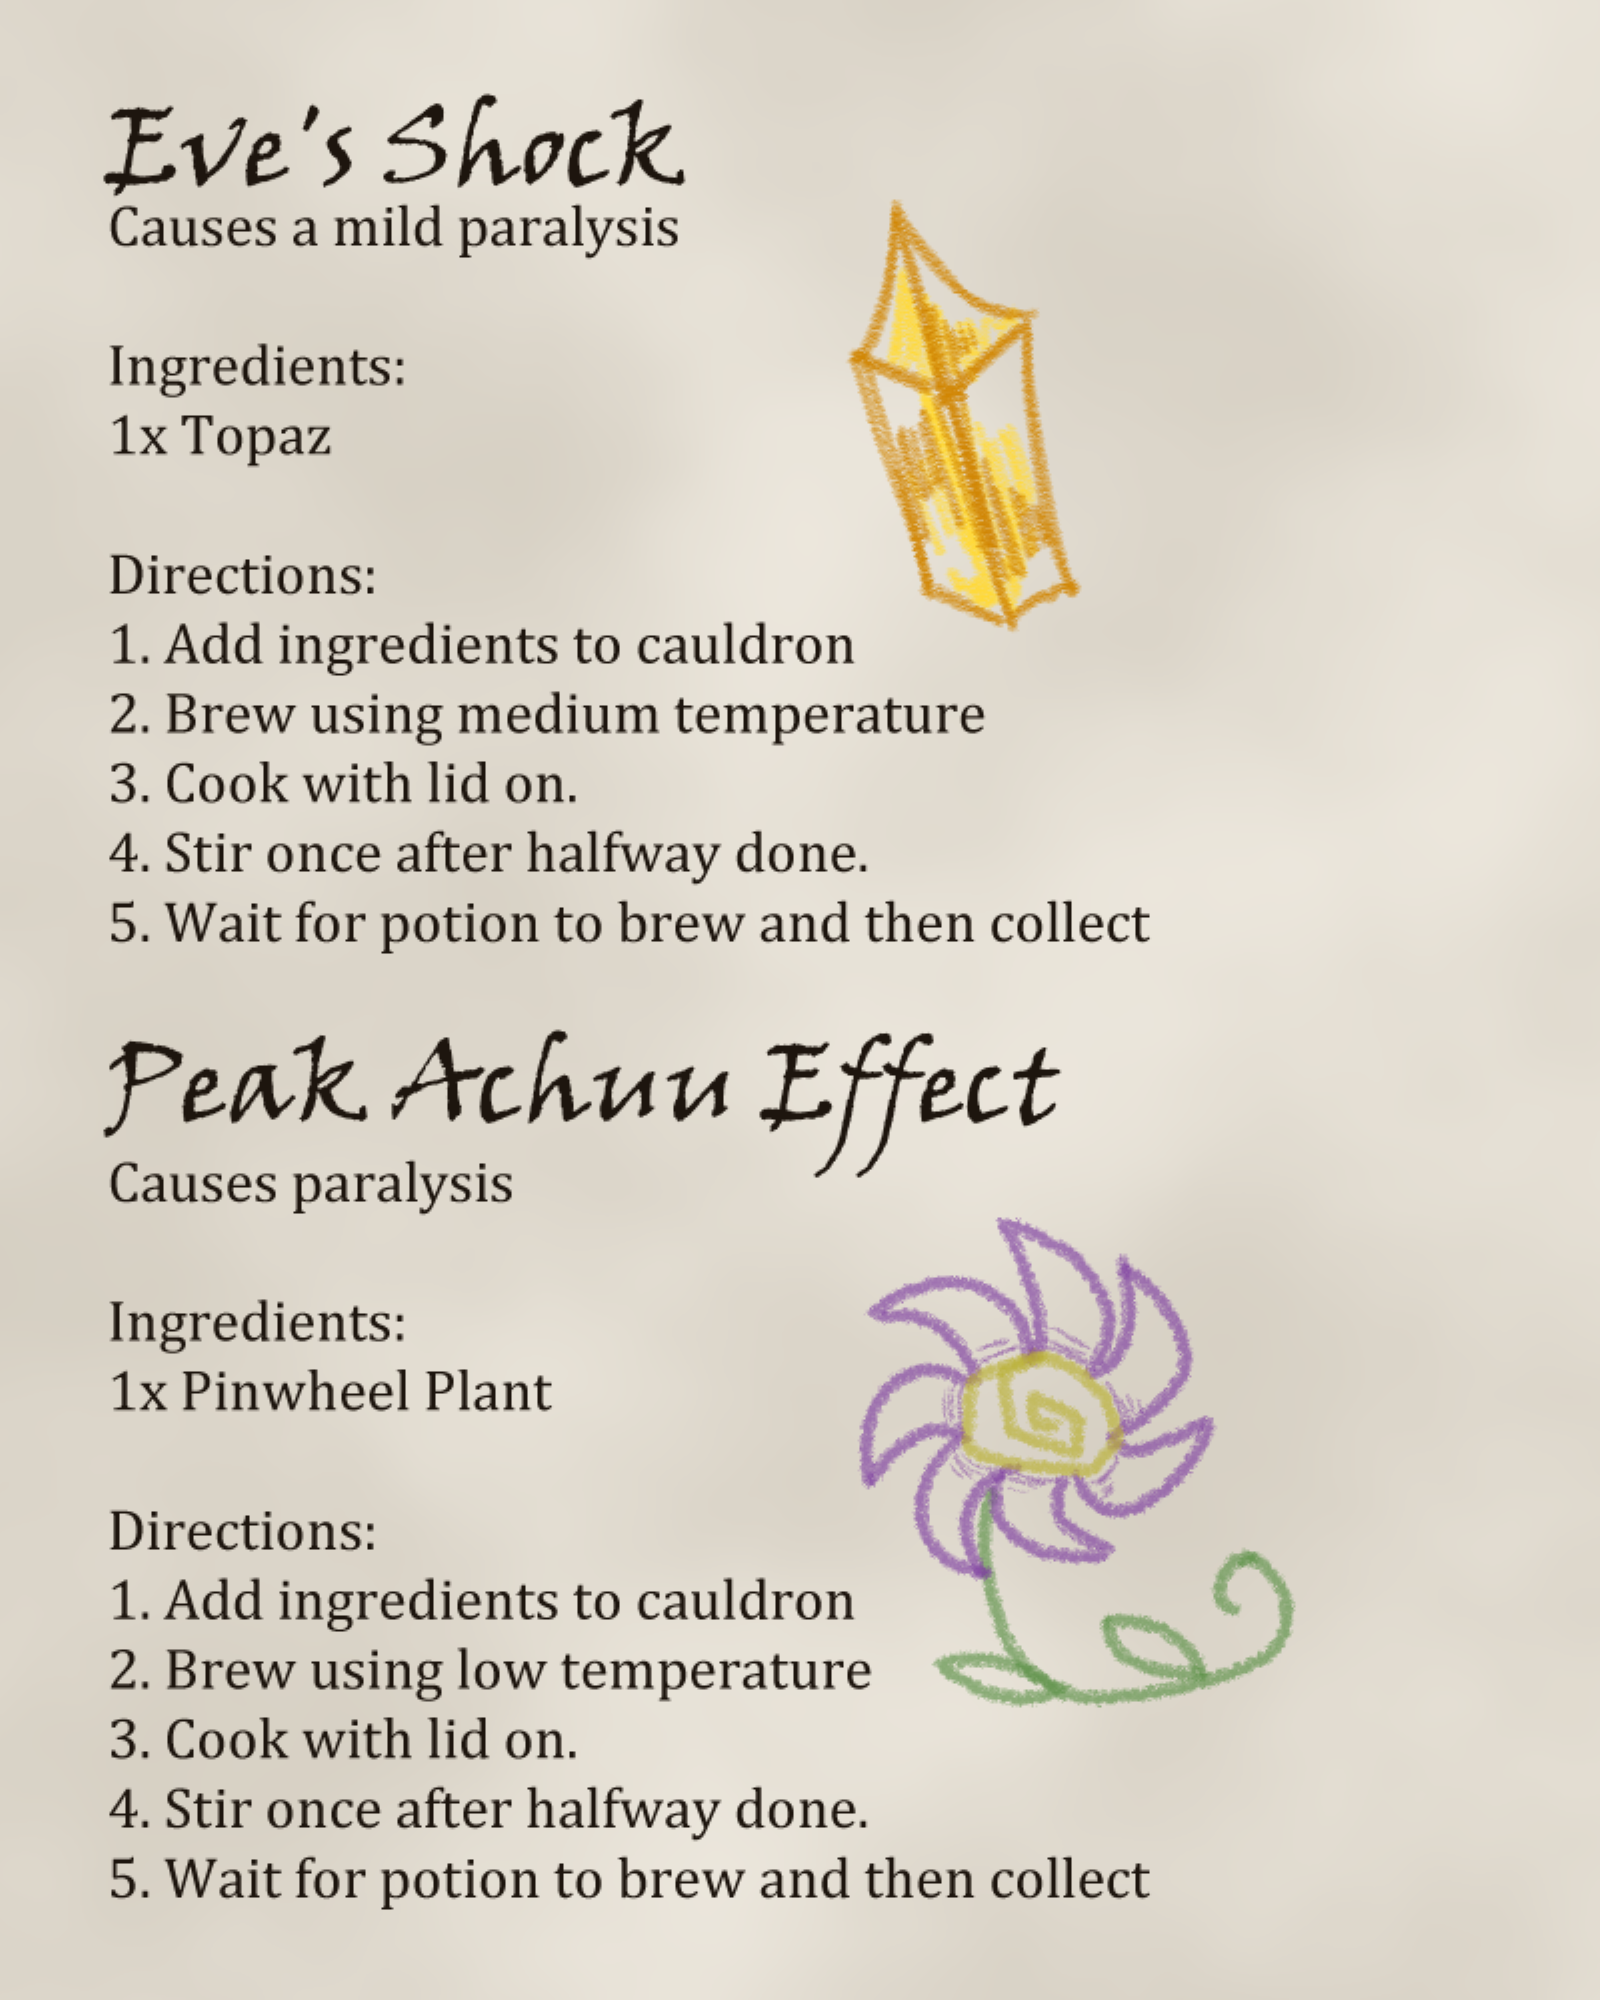 Eve's Shock
Causes a mild paralysis
Ingredients:
1x Topaz
Directions:
1. Add ingredients to cauldron
2. Brew using medium temperature
3. Cook with lid on.
4. Stir once after halfway done.
5. Wait for potion to brew and then collect
Peak Achuu Effect
Causes paralysis
Ingredients:
1x Pinwheel Plant
Directions:
1. Add ingredients to cauldron
2. Brew using low temperature
3. Cook with lid on.
4. Stir once after halfway done.
5. Wait for potion to brew and then collect